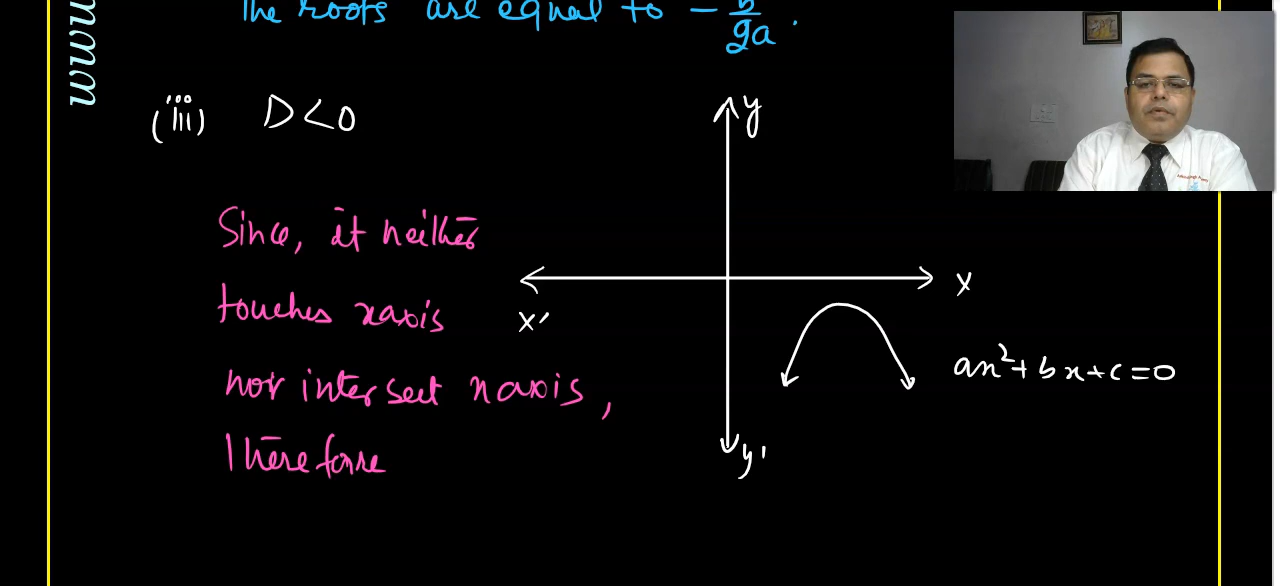 The roots are equal to - b/2a.
www
(iii) D<0
y
Since, it neither
touches xaxis
x' x
nor intersect xaxis,
ax²+bx+c=0
Therefore
y'